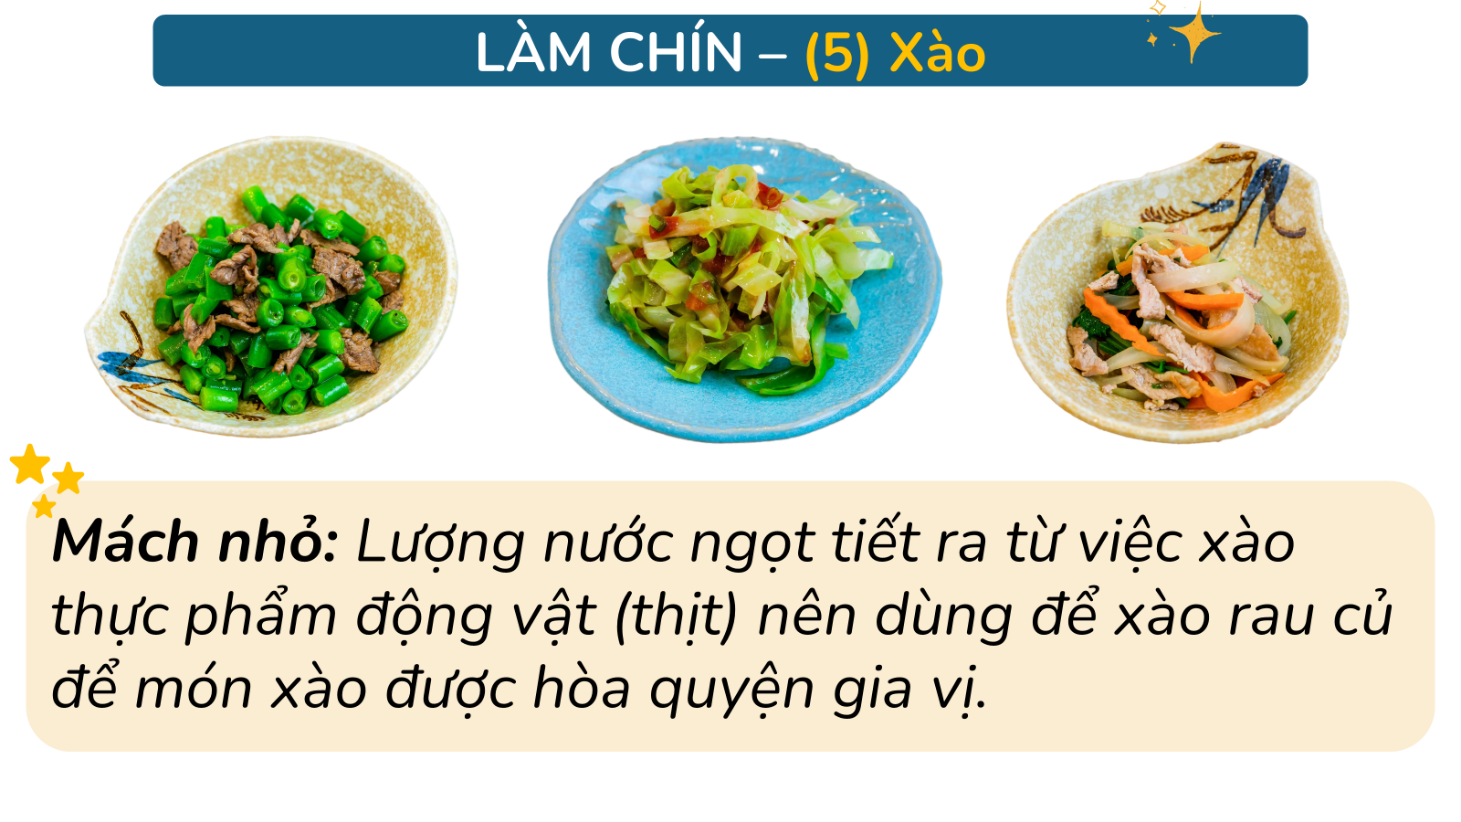 LÀM CHÍN – (5) Xào
Mách nhỏ: Lượng nước ngọt tiết ra từ việc xào
thực phẩm động vật (thịt) nên dùng để xào rau củ
để món xào được hòa quyện gia vị.